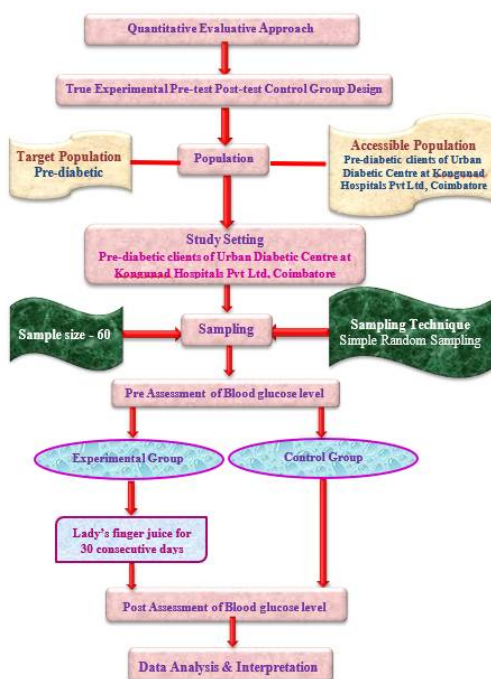 Quantitative Evaluative Approach
True Experimental Pre-test Post-test Control Group Design
Target Population
Pre-diabetic
Population
Accessible Population
Pre-diabetic clients of Urban
Diabetic Centre at Kongunad
Hospitals Pvt Ltd, Coimbatore
Study Setting
Pre-diabetic clients of Urban Diabetic Centre at
Kongunad Hospitals Pvt Ltd, Coimbatore
Sample size - 60
Sampling
Sampling Technique
Simple Random Sampling
Pre Assessment of Blood glucose level
Experimental Group
Control Group
Lady's finger juice for
30 consecutive days
Post Assessment of Blood glucose level
Data Analysis & Interpretation